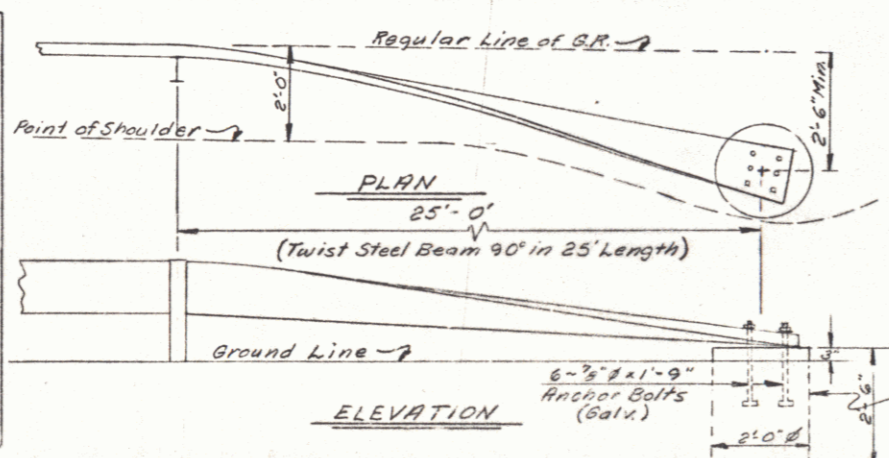 Regular Line of G.R.
2'-0"
2'-6" Min.
Point of Shoulder
PLAN
25'-0'
(Twist Steel Beam 90° in 25' Length)
Ground Line
3"
6~⅞"ø x 1'-9"
Anchor Bolts
(Galv.)
2'-6"
ELEVATION
2'-0"ø